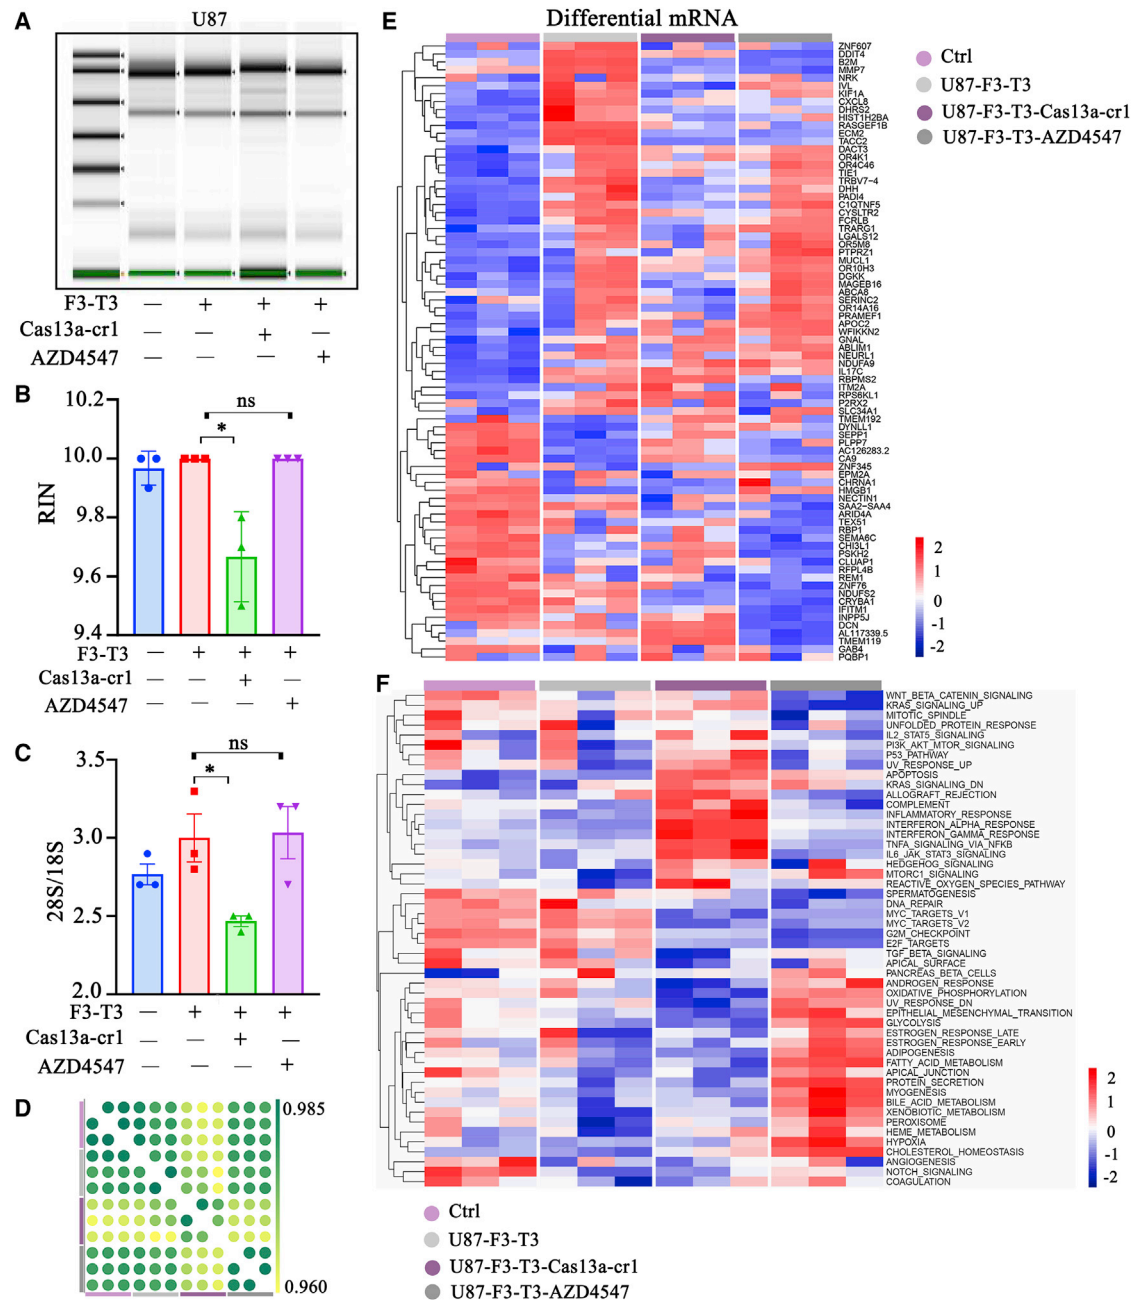 A
U87
F3-T3
— + + +
Cas13a-cr1
— — + —
AZD4547
— — — +
B
10.2
10.0
9.8
9.6
9.4
RIN
ns
*
F3-T3
— + + +
Cas13a-cr1
— — + —
AZD4547
— — — +
C
3.5
3.0
2.5
2.0
28S/18S
ns
*
F3-T3
— + + +
Cas13a-cr1
— — + —
AZD4547
— — — +
D
0.985
0.960
E
Differential mRNA
ZNF607
DDIT4
B2M
MMP7
NRK
IVL
KIF1A
CXCL8
DHRS2
HIST1H2BA
RASGEF1B
ECM2
TACC2
DACT3
OR4K1
OR4C46
TIE1
TRBV7-4
DHH
PADI4
C1QTNF5
CYSLTR2
FCRLB
TRARG1
LGALS12
OR5M8
PTPRZ1
MUCL1
OR10H3
DGKK
MAGEB16
ABCA8
SERINC2
OR14A16
PRAMEF1
APOC2
WFIKKN2
GNAL
ABLIM1
NEURL1
NDUFA9
IL17C
RBPMS2
ITM2A
RPS6KL1
P2RX2
SLC34A1
TMEM192
DYNLL1
SEPP1
PLPP7
AC126283.2
CA9
ZNF345
EPM2A
CHRNA1
HMGB1
NECTIN1
SAA2-SAA4
ARID4A
TEX51
RBP1
SEMA6C
CHI3L1
PSKH2
CLUAP1
RFPL4B
REM1
ZNF76
NDUFS2
CRYBA1
IFITM1
INPP5J
DCN
AL117339.5
TMEM119
GAB4
PQBP1
Ctrl
U87-F3-T3
U87-F3-T3-Cas13a-cr1
U87-F3-T3-AZD4547
2
1
0
-1
-2
F
WNT_BETA_CATENIN_SIGNALING
KRAS_SIGNALING_UP
MITOTIC_SPINDLE
UNFOLDED_PROTEIN_RESPONSE
IL2_STAT5_SIGNALING
PI3K_AKT_MTOR_SIGNALING
P53_PATHWAY
UV_RESPONSE_UP
APOPTOSIS
KRAS_SIGNALING_DN
ALLOGRAFT_REJECTION
COMPLEMENT
INFLAMMATORY_RESPONSE
INTERFERON_ALPHA_RESPONSE
INTERFERON_GAMMA_RESPONSE
TNFA_SIGNALING_VIA_NFKB
IL6_JAK_STAT3_SIGNALING
HEDGEHOG_SIGNALING
MTORC1_SIGNALING
REACTIVE_OXYGEN_SPECIES_PATHWAY
SPERMATOGENESIS
DNA_REPAIR
MYC_TARGETS_V1
MYC_TARGETS_V2
G2M_CHECKPOINT
E2F_TARGETS
TGF_BETA_SIGNALING
APICAL_SURFACE
PANCREAS_BETA_CELLS
ANDROGEN_RESPONSE
OXIDATIVE_PHOSPHORYLATION
UV_RESPONSE_DN
EPITHELIAL_MESENCHYMAL_TRANSITION
GLYCOLYSIS
ESTROGEN_RESPONSE_LATE
ESTROGEN_RESPONSE_EARLY
ADIPOGENESIS
FATTY_ACID_METABOLISM
APICAL_JUNCTION
PROTEIN_SECRETION
MYOGENESIS
BILE_ACID_METABOLISM
XENOBIOTIC_METABOLISM
PEROXISOME
HEME_METABOLISM
HYPOXIA
CHOLESTEROL_HOMEOSTASIS
ANGIOGENESIS
NOTCH_SIGNALING
COAGULATION
2
1
0
-1
-2
Ctrl
U87-F3-T3
U87-F3-T3-Cas13a-cr1
U87-F3-T3-AZD4547